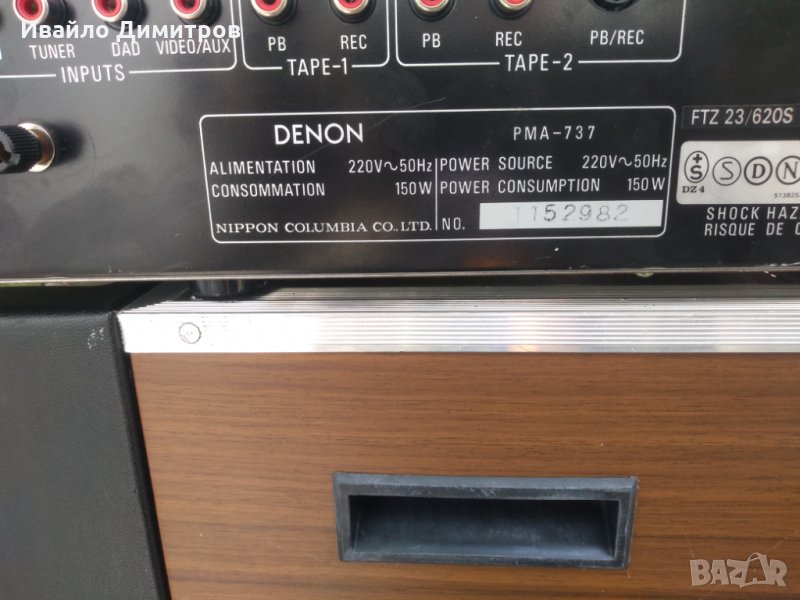 Ивайло Димитров
TUNER DAD VIDEO/AUX
INPUTS
PB REC
TAPE-1
PB REC PB/REC
TAPE-2
DENON PMA-737
ALIMENTATION 220V~50Hz POWER SOURCE 220V~50Hz
CONSOMMATION 150W POWER CONSUMPTION 150W
NIPPON COLUMBIA CO.,LTD. NO. 1152982
FTZ 23/620S
+S S D N
DZ4
SHOCK HAZ
RISQUE DE C
BAZAR